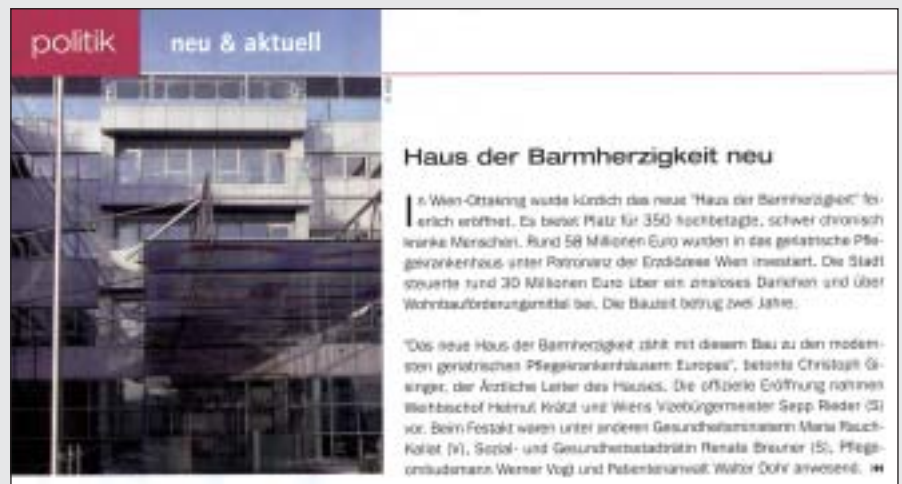 politik
neu & aktuell
Haus der Barmherzigkeit neu
In Wien-Ottakring wurde kürzlich das neue "Haus der Barmherzigkeit" fei-
erlich eröffnet. Es bietet Platz für 350 hochbetagte, schwer chronisch
kranke Menschen. Rund 58 Millionen Euro wurden in das geriatrische Pfle-
gekrankenhaus unter Patronanz der Erzdiözese Wien investiert. Die Stadt
steuerte rund 30 Millionen Euro über ein zinsloses Darlehen und über
Wohnbauförderungsmittel bei. Die Bauzeit betrug zwei Jahre.
"Das neue Haus der Barmherzigkeit zählt mit diesem Bau zu den modern-
sten geriatrischen Pflegekrankenhäusern Europas", betonte Christoph Gi-
singer, der Ärztliche Leiter des Hauses. Die offizielle Eröffnung nahmen
Weihbischof Helmut Krätzl und Wiens Vizebürgermeister Sepp Rieder (S)
vor. Beim Festakt waren unter anderen Gesundheitsministerin Maria Rauch-
Kallat (V), Sozial- und Gesundheitsstadträtin Renate Brauner (S), Pflege-
ombudsmann Werner Vogt und Patientenanwalt Walter Dohr anwesend.